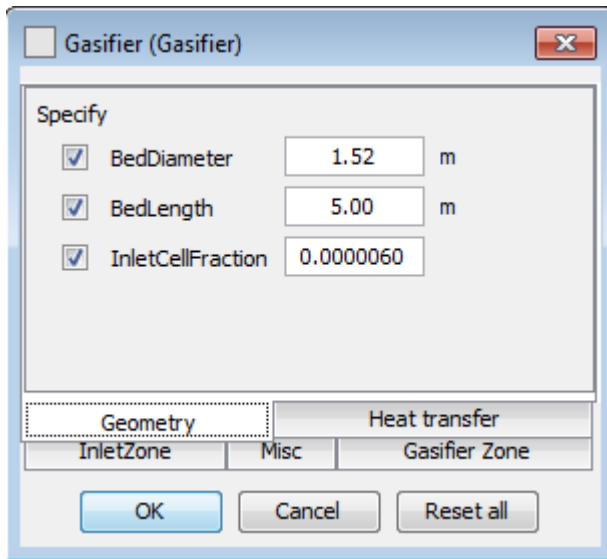 Gasifier (Gasifier)
Specify
BedDiameter 1.52 m
BedLength 5.00 m
InletCellFraction 0.0000060
Geometry Heat transfer
InletZone Misc Gasifier Zone
OK Cancel Reset all